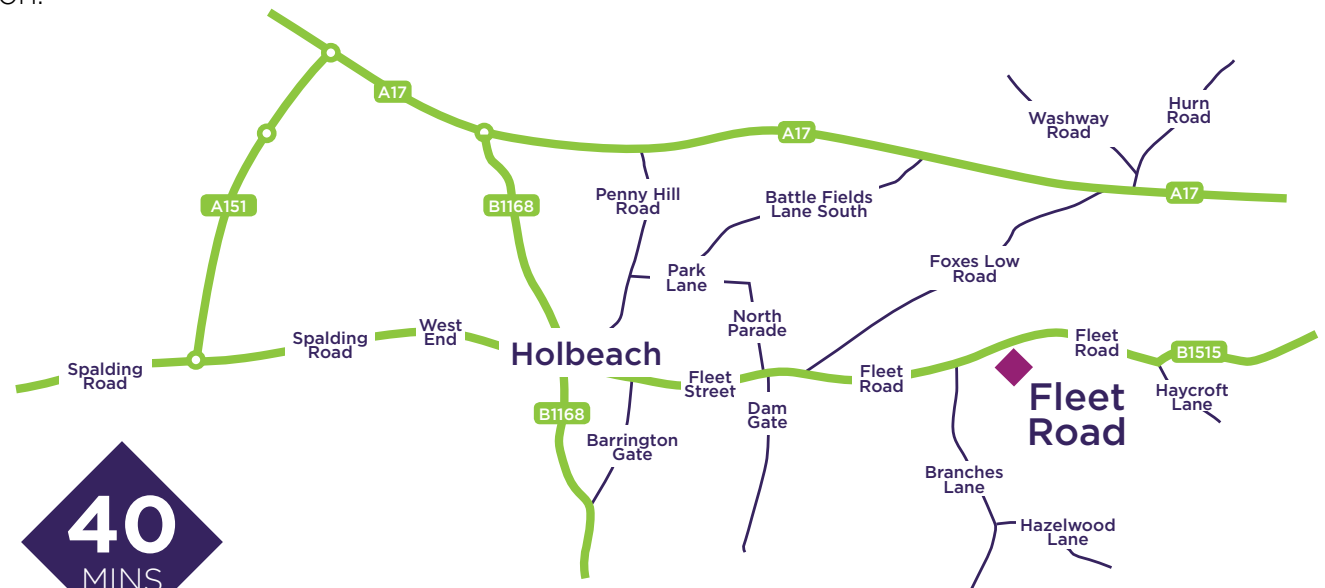 A17
Washway
Road
Hurn
Road
A17
A17
A151
B1168
Penny Hill
Road
Battle Fields
Lane South
Park
Lane
Foxes Low
Road
North
Parade
Spalding
Road
Spalding
Road
West
End
Holbeach
Fleet
Street
Fleet
Road
Fleet
Road
B1515
Haycroft
Lane
Fleet
Road
B1168
Barrington
Gate
Dam
Gate
Branches
Lane
Hazelwood
Lane
40
MINS